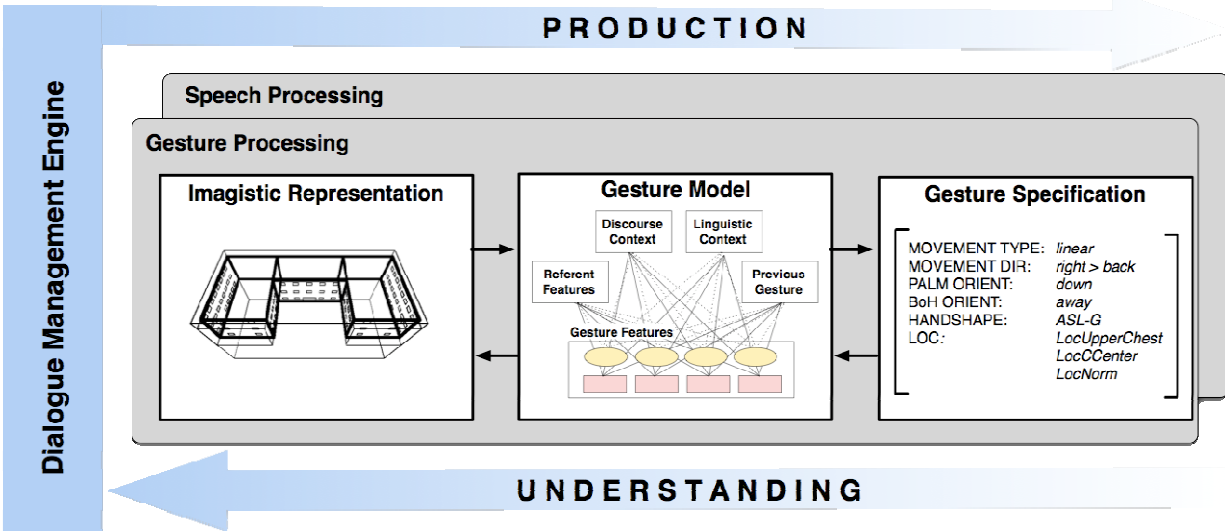 PRODUCTION
Dialogue Management Engine
Speech Processing
Gesture Processing
Imagistic Representation
Gesture Model
Discourse
Context
Linguistic
Context
Referent
Features
Previous
Gesture
Gesture Features
Gesture Specification
MOVEMENT TYPE: linear
MOVEMENT DIR: right > back
PALM ORIENT: down
BoH ORIENT: away
HANDSHAPE: ASL-G
LOC: LocUpperChest
LocCCenter
LocNorm
UNDERSTANDING